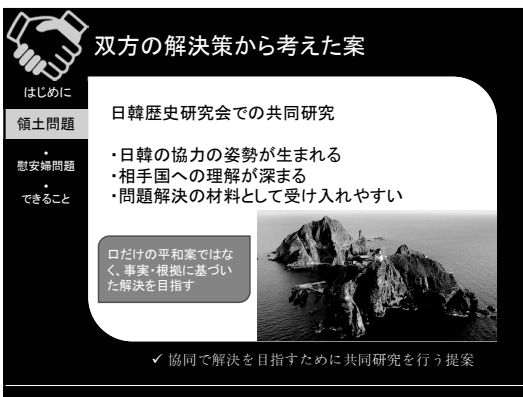 双方の解決策から考えた案
はじめに
領土問題
・
慰安婦問題
・
できること
日韓歴史研究会での共同研究
・日韓の協力の姿勢が生まれる
・相手国への理解が深まる
・問題解決の材料として受け入れやすい
口だけの平和案ではな
く、事実・根拠に基づい
た解決を目指す
✓ 協同で解決を目指すために共同研究を行う提案